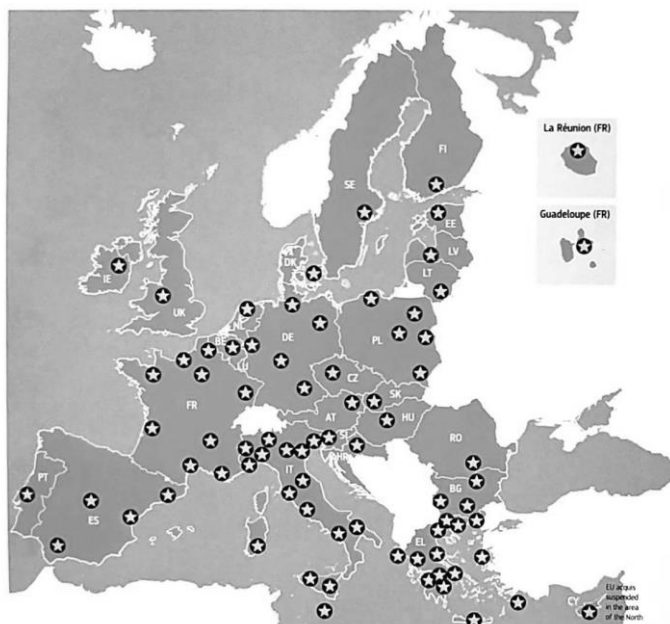 La Réunion (FR)
Guadeloupe (FR)
FI
SE
EE
LV
LT
DK
IE
UK
NL
BE
LU
DE
PL
CZ
SK
AT
HU
FR
SI
HR
IT
RO
BG
PT
ES
EL
CY
EU acquis
suspended
in the area
of the North